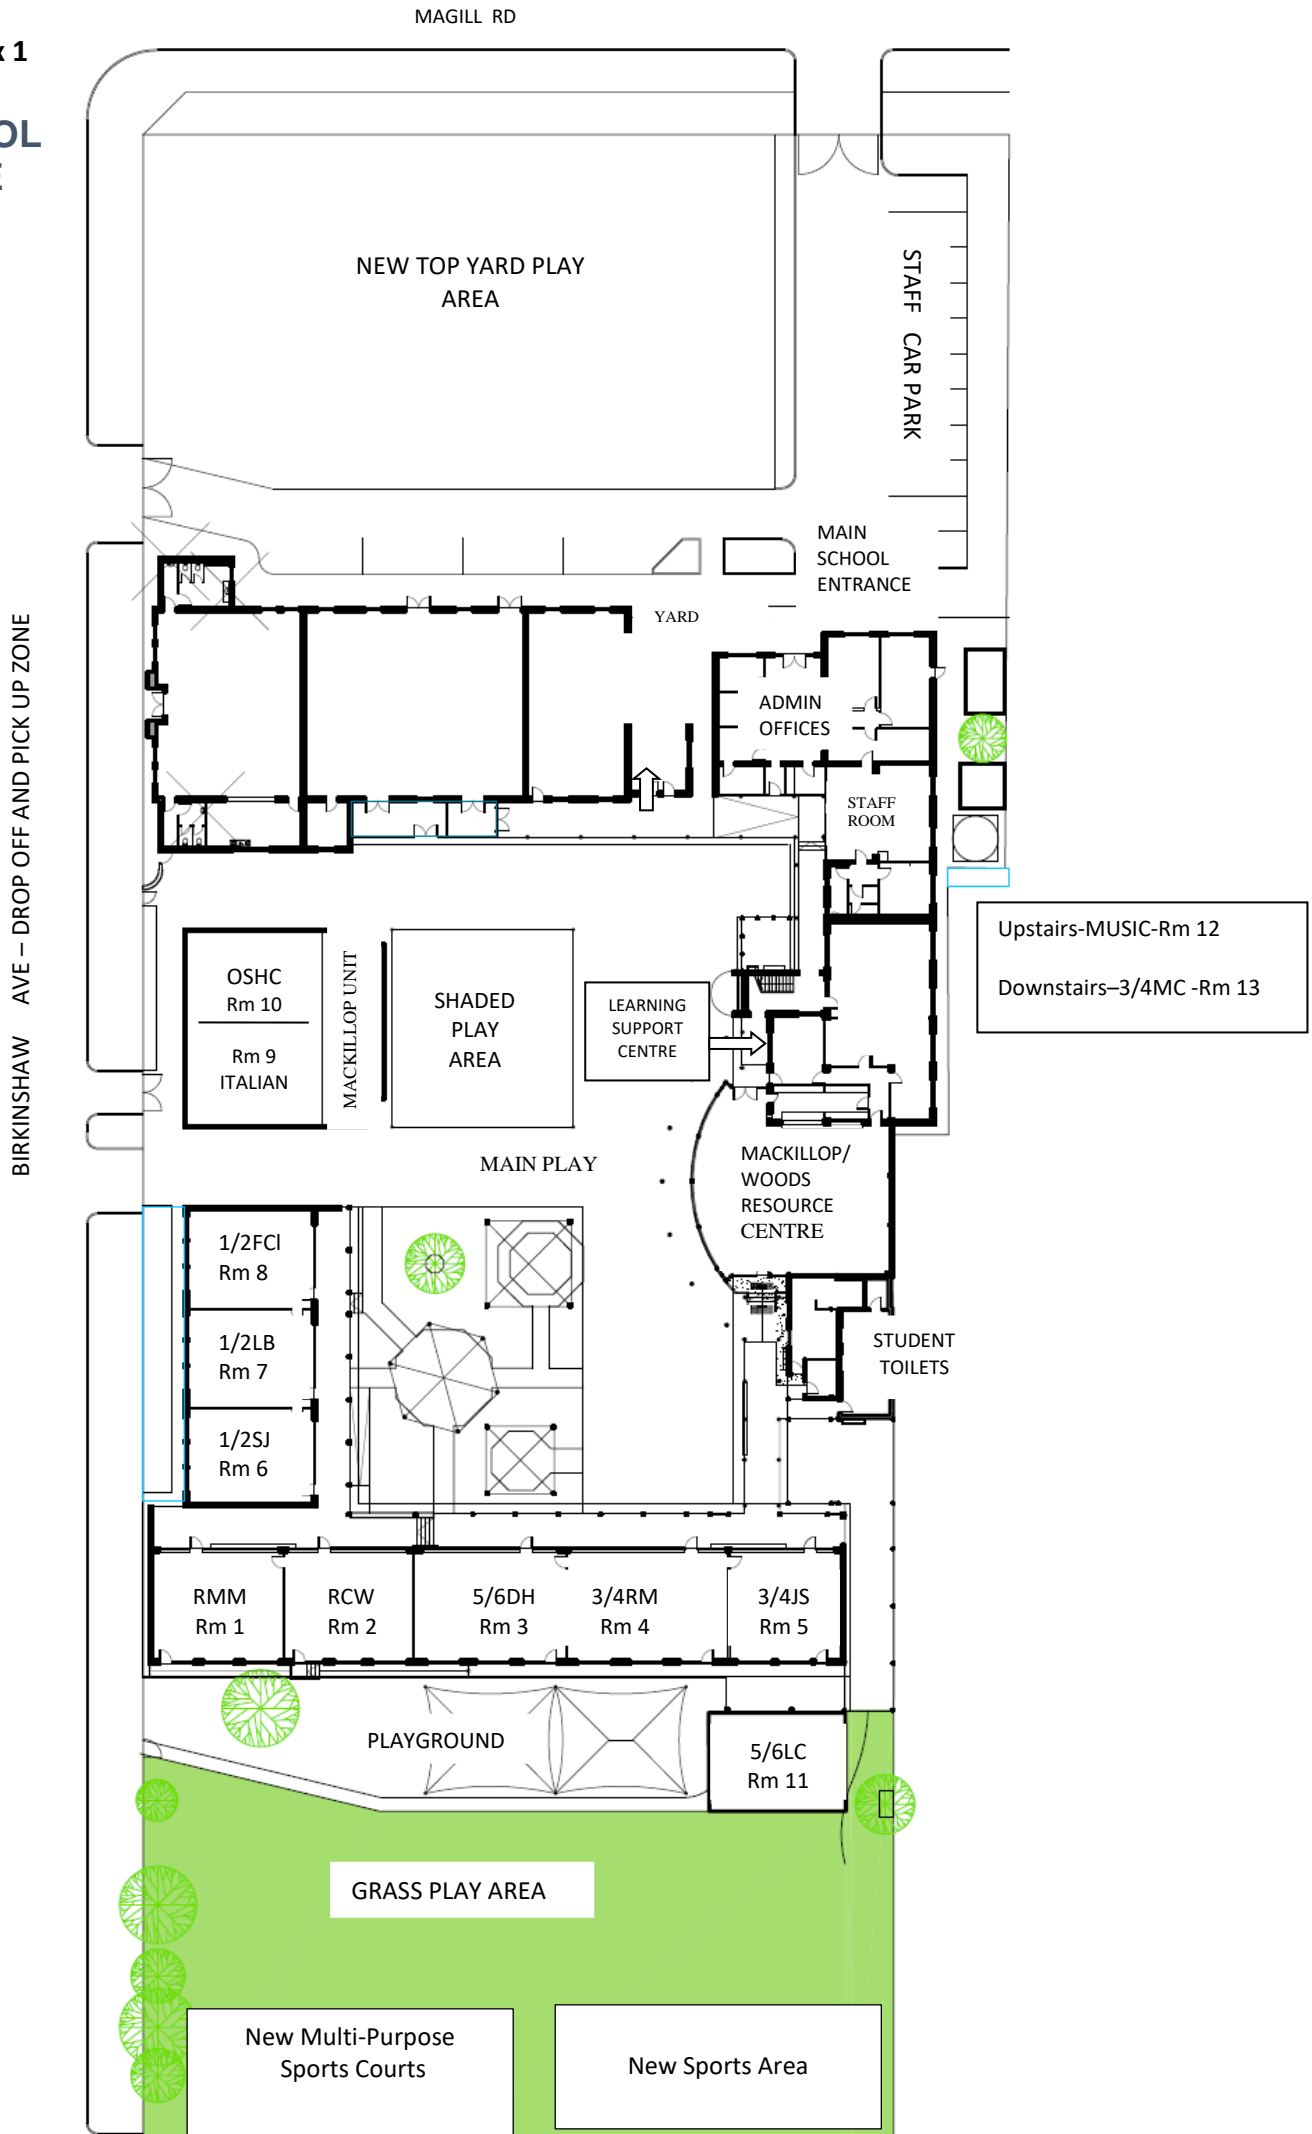 MAGILL RD
x 1
OL
E
NEW TOP YARD PLAY
AREA
STAFF CAR PARK
MAIN
SCHOOL
ENTRANCE
YARD
ADMIN
OFFICES
STAFF
ROOM
BIRKINSHAW AVE – DROP OFF AND PICK UP ZONE
Upstairs-MUSIC-Rm 12
Downstairs–3/4MC -Rm 13
OSHC
Rm 10
Rm 9
ITALIAN
MACKILLOP UNIT
SHADED
PLAY
AREA
LEARNING
SUPPORT
CENTRE
MAIN PLAY
MACKILLOP/
WOODS
RESOURCE
CENTRE
1/2FCl
Rm 8
1/2LB
Rm 7
1/2SJ
Rm 6
STUDENT
TOILETS
RMM
Rm 1
RCW
Rm 2
5/6DH
Rm 3
3/4RM
Rm 4
3/4JS
Rm 5
PLAYGROUND
5/6LC
Rm 11
GRASS PLAY AREA
New Multi-Purpose
Sports Courts
New Sports Area